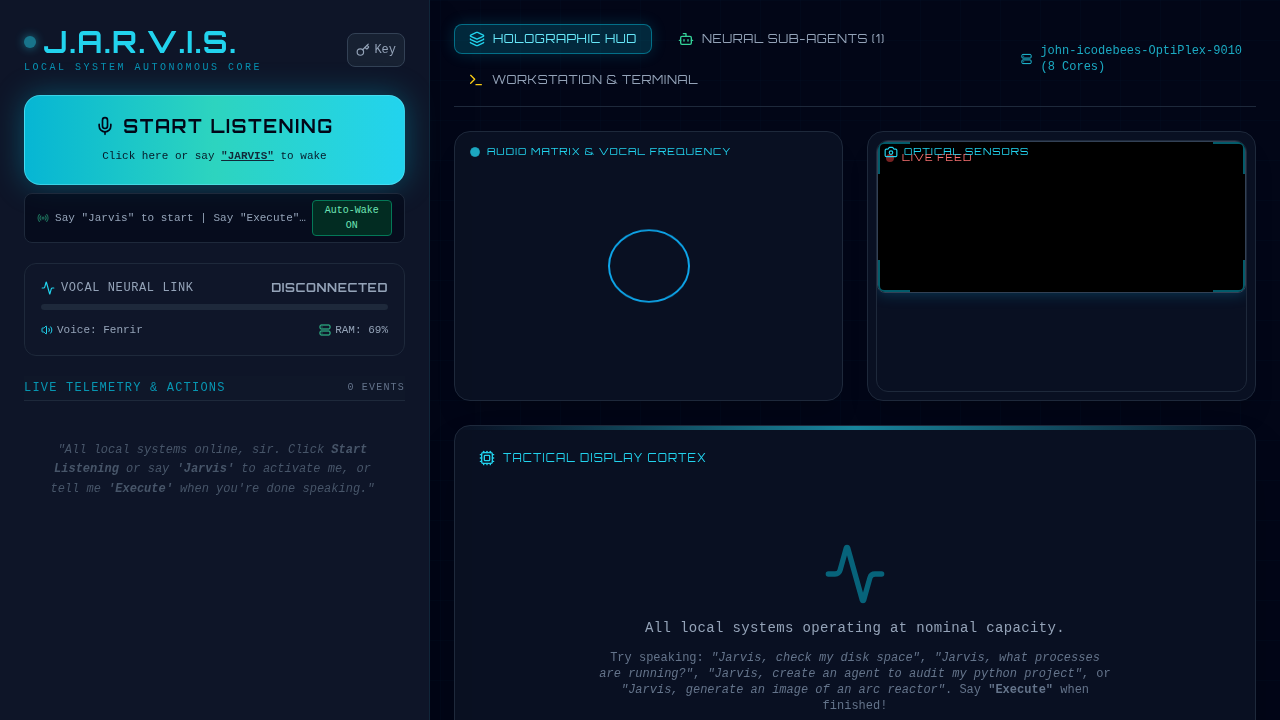 J.A.R.V.I.S.
LOCAL SYSTEM AUTONOMOUS CORE
Key
START LISTENING
Click here or say "JARVIS" to wake
Say "Jarvis" to start | Say "Execute"…
Auto-Wake
ON
VOCAL NEURAL LINK
DISCONNECTED
Voice: Fenrir
RAM: 69%
LIVE TELEMETRY & ACTIONS
0 EVENTS
"All local systems online, sir. Click Start
Listening or say 'Jarvis' to activate me, or
tell me 'Execute' when you're done speaking."
HOLOGRAPHIC HUD
NEURAL SUB-AGENTS (1)
WORKSTATION & TERMINAL
john-icodebees-OptiPlex-9010
(8 Cores)
AUDIO MATRIX & VOCAL FREQUENCY
OPTICAL SENSORS
LIVE FEED
TACTICAL DISPLAY CORTEX
All local systems operating at nominal capacity.
Try speaking: "Jarvis, check my disk space", "Jarvis, what processes
are running?", "Jarvis, create an agent to audit my python project", or
"Jarvis, generate an image of an arc reactor". Say "Execute" when
finished!